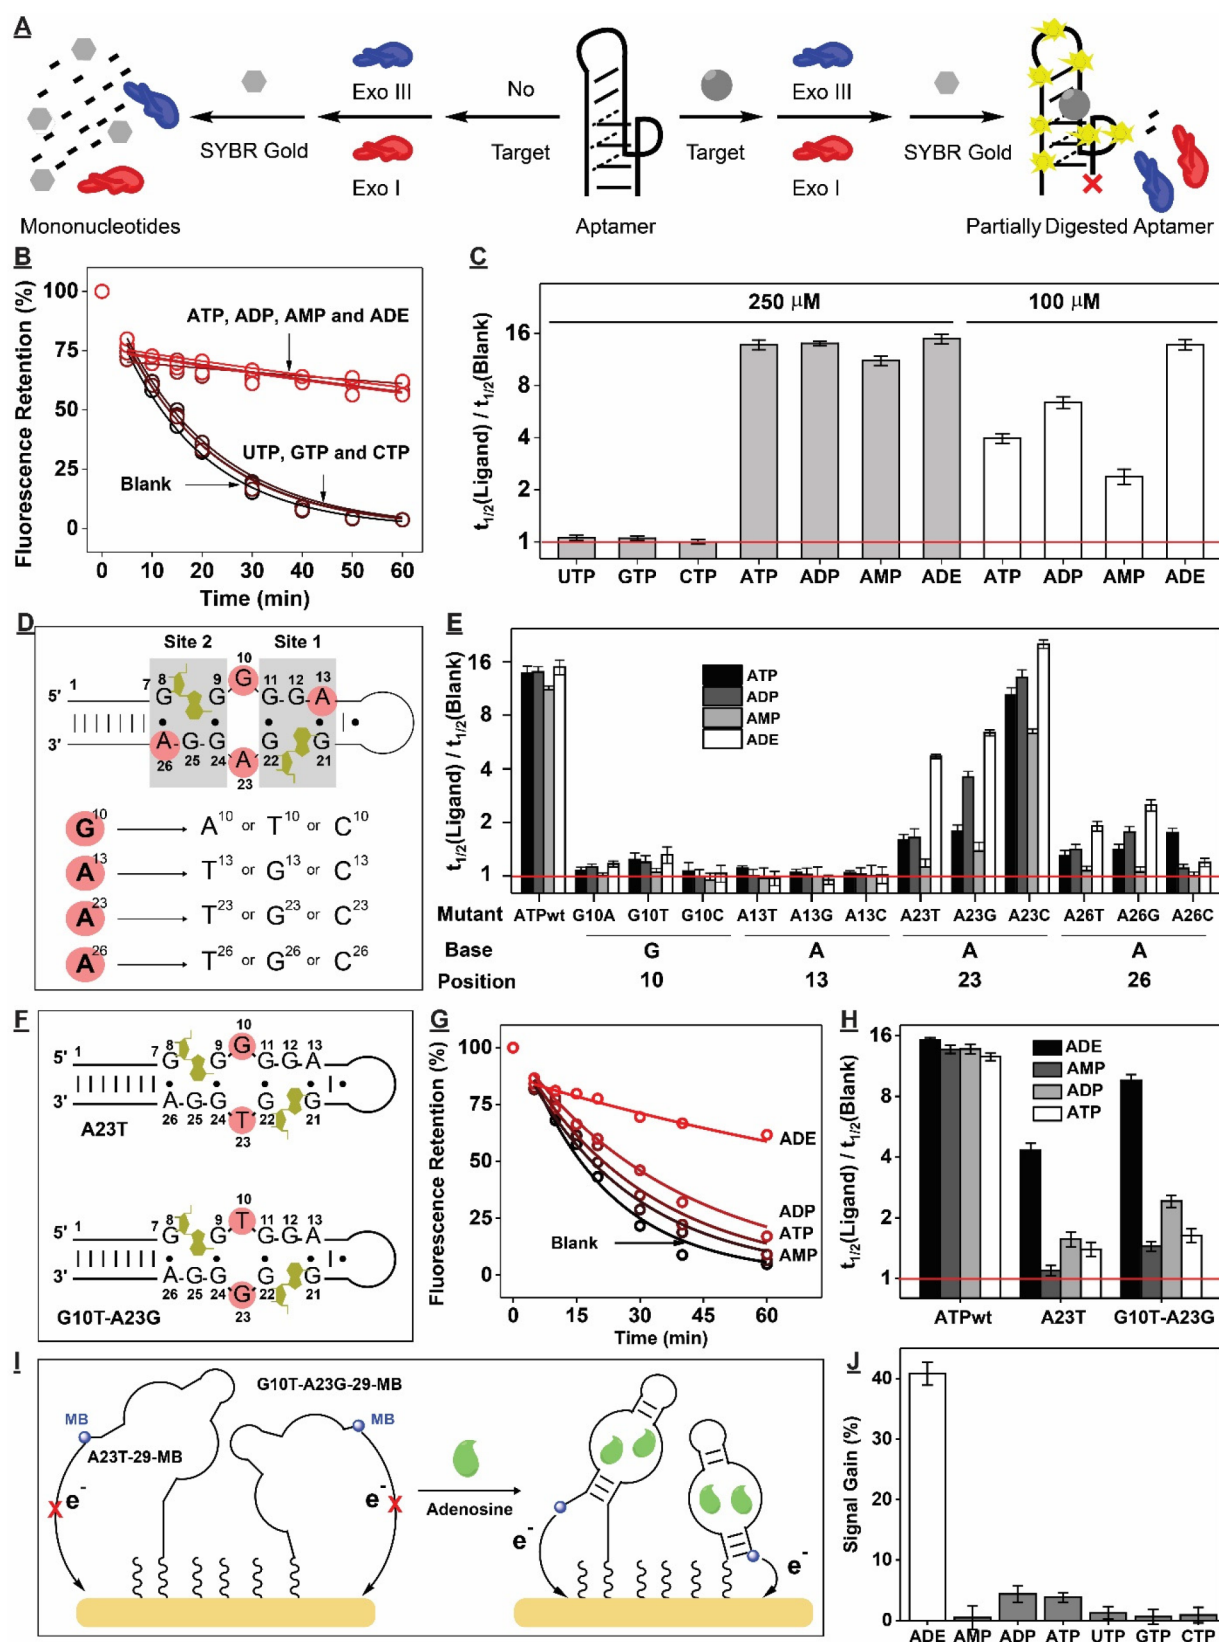 A
No
Target
Exo III
Exo I
SYBR Gold
Mononucleotides
Aptamer
Target
Exo III
Exo I
SYBR Gold
Partially Digested Aptamer
B
Fluorescence Retention (%)
100
75
50
25
0
ATP, ADP, AMP and ADE
UTP, GTP and CTP
Blank
0 10 20 30 40 50 60
Time (min)
C
t1/2(Ligand) / t1/2(Blank)
250 μM
100 μM
16
8
4
2
1
UTP GTP CTP ATP ADP AMP ADE ATP ADP AMP ADE
D
Site 2 Site 1
10
1 7 8 9 11 12 13
5' G G G G G A
3' A G G A G G
26 25 24 22 21
23
G10 A10 or T10 or C10
A13 T13 or G13 or C13
A23 T23 or G23 or C23
A26 T26 or G26 or C26
E
t1/2(Ligand) / t1/2(Blank)
16
8
4
2
1
ATP
ADP
AMP
ADE
Mutant ATPwt G10A G10T G10C A13T A13G A13C A23T A23G A23C A26T A26G A26C
Base G A A A
Position 10 13 23 26
F
10
1 7 8 9 11 12 13
5' G G G G G A
3' A G G T G G
26 25 24 22 21
23
A23T
10
1 7 8 9 11 12 13
5' G G T G G A
3' A G G G G G
26 25 24 22 21
23
G10T-A23G
G
Fluorescence Retention (%)
100
75
50
25
0
ADE
ADP
ATP
AMP
Blank
0 15 30 45 60
Time (min)
H
t1/2(Ligand) / t1/2(Blank)
16
8
4
2
1
ADE
AMP
ADP
ATP
ATPwt A23T G10T-A23G
I
G10T-A23G-29-MB
MB
MB
A23T-29-MB
e-
X
e-
X
Adenosine
e-
e-
J
Signal Gain (%)
40
30
20
10
0
ADE AMP ADP ATP UTP GTP CTP